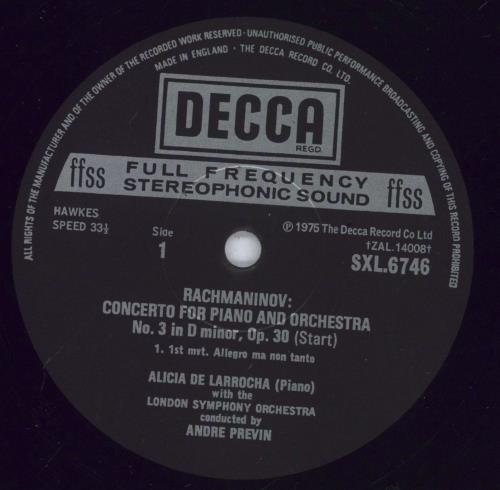 ALL RIGHTS OF THE MANUFACTURER AND OF THE OWNER OF THE RECORDED WORK RESERVED · UNAUTHORISED PUBLIC PERFORMANCE BROADCASTING AND COPYING OF THIS RECORD PROHIBITED
MADE IN ENGLAND · THE DECCA RECORD CO. LTD.
DECCA
REGD.
ffss FULL FREQUENCY STEREOPHONIC SOUND ffss
HAWKES
SPEED 33⅓
Side
1
Ⓟ 1975 The Decca Record Co Ltd
†ZAL.14008†
SXL.6746
RACHMANINOV:
CONCERTO FOR PIANO AND ORCHESTRA
No. 3 in D minor, Op. 30 (Start)
1. 1st mvt. Allegro ma non tanto
ALICIA DE LARROCHA (Piano)
with the
LONDON SYMPHONY ORCHESTRA
conducted by
ANDRE PREVIN